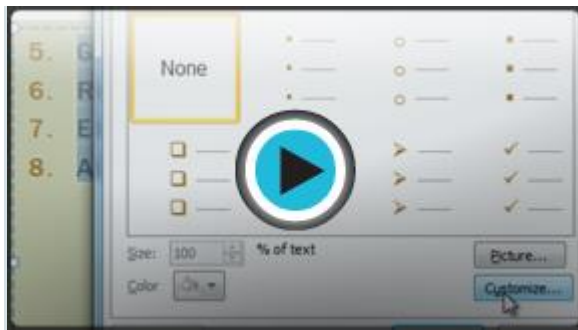 5. G
6. R
7. E
8. A
None
Size: 100 % of text
Picture...
Color
Customize...